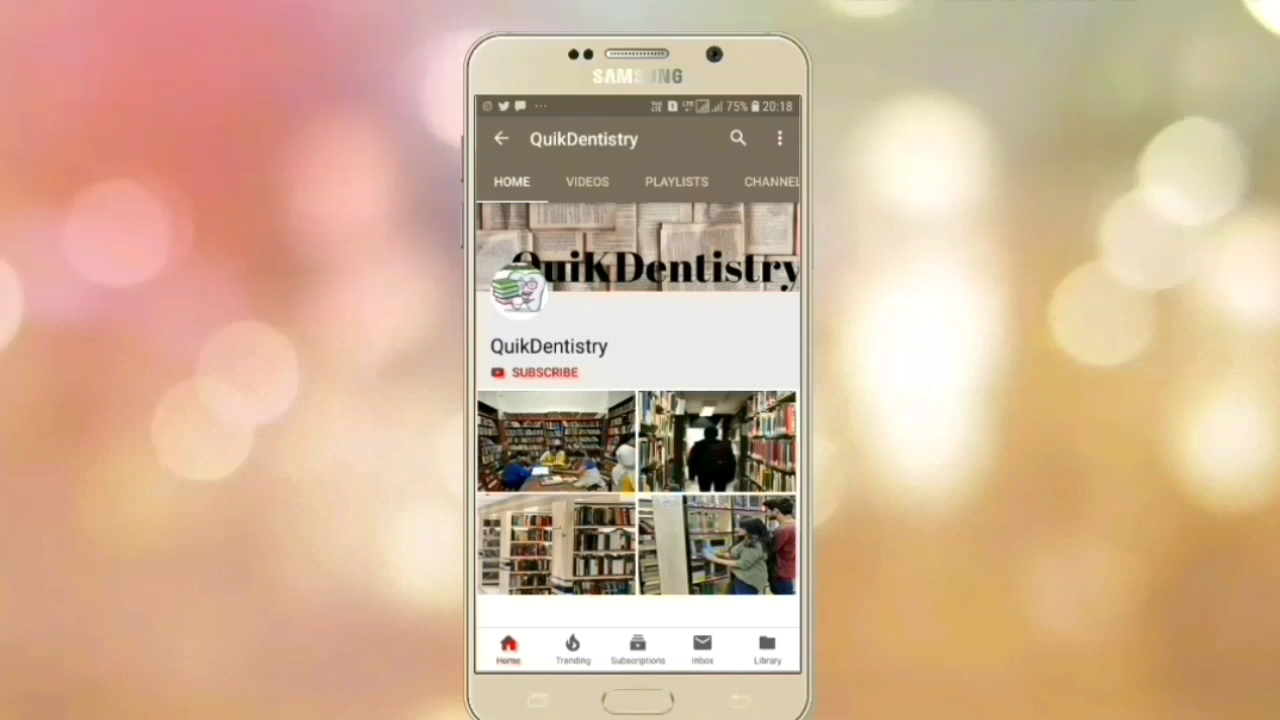 SAMSUNG
75% 20:18
QuikDentistry
HOME VIDEOS PLAYLISTS CHANNEL
QuiKDentistry
QuikDentistry
SUBSCRIBE
Home Trending Subscriptions Inbox Library